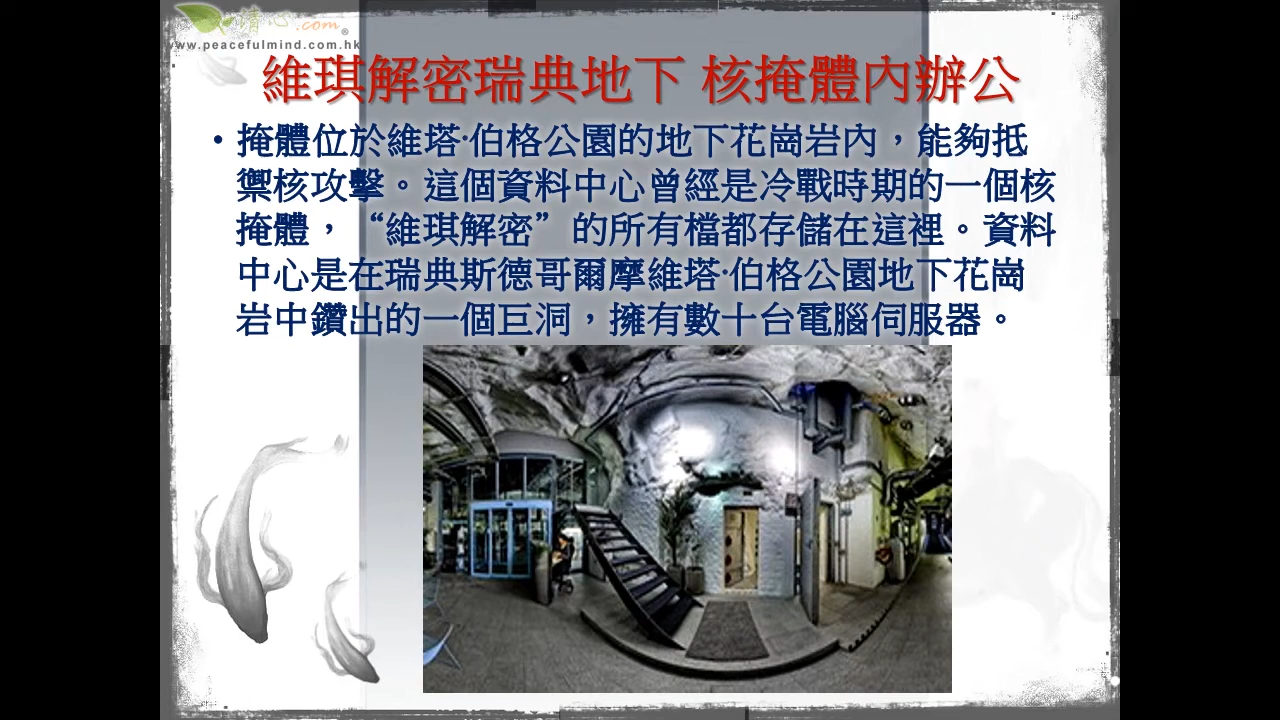 清心.com®
www.peacefulmind.com.hk
維琪解密瑞典地下 核掩體內辦公
•掩體位於維塔·伯格公園的地下花崗岩內，能夠抵
禦核攻擊。這個資料中心曾經是冷戰時期的一個核
掩體，“維琪解密”的所有檔都存儲在這裡。資料
中心是在瑞典斯德哥爾摩維塔·伯格公園地下花崗
岩中鑽出的一個巨洞，擁有數十台電腦伺服器。